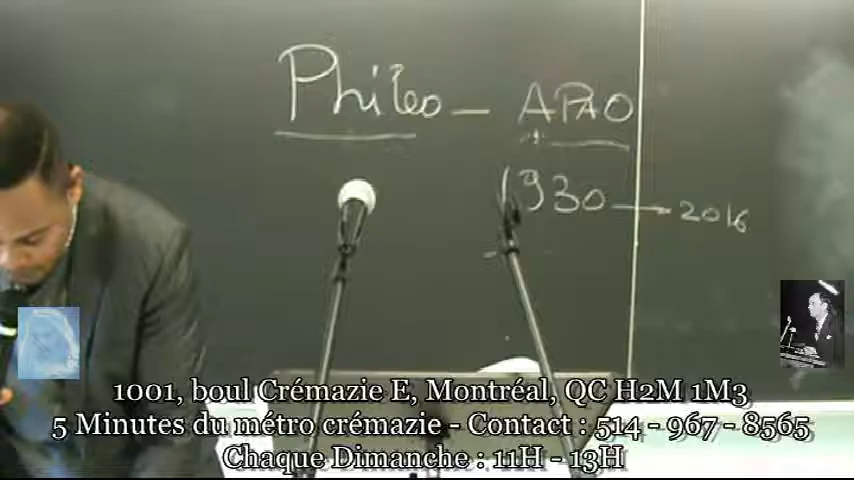 Phileo - APAO
1930 → 2016
1001, boul Crémazie E, Montréal, QC H2M 1M3
5 Minutes du métro crémazie - Contact : 514 - 967 - 8565
Chaque Dimanche : 11H - 13H